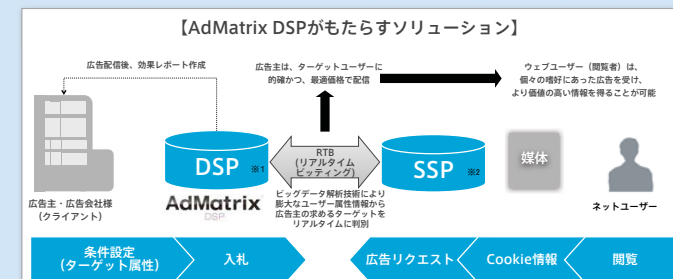 【AdMatrix DSPがもたらすソリューション】
広告配信後、効果レポート作成
広告主は、ターゲットユーザーに
的確かつ、最適価格で配信
ウェブユーザー（閲覧者）は、
個々の嗜好にあった広告を受け、
より価値の高い情報を得ることが可能
DSP ※1
RTB
(リアルタイム
ビッティング)
SSP ※2
媒体
広告主・広告会社様
(クライアント)
AdMatrix
DSP
ビッグデータ解析技術により
膨大なユーザー属性情報から
広告主の求めるターゲットを
リアルタイムに判別
ネットユーザー
条件設定
(ターゲット属性)
入札
広告リクエスト
Cookie情報
閲覧